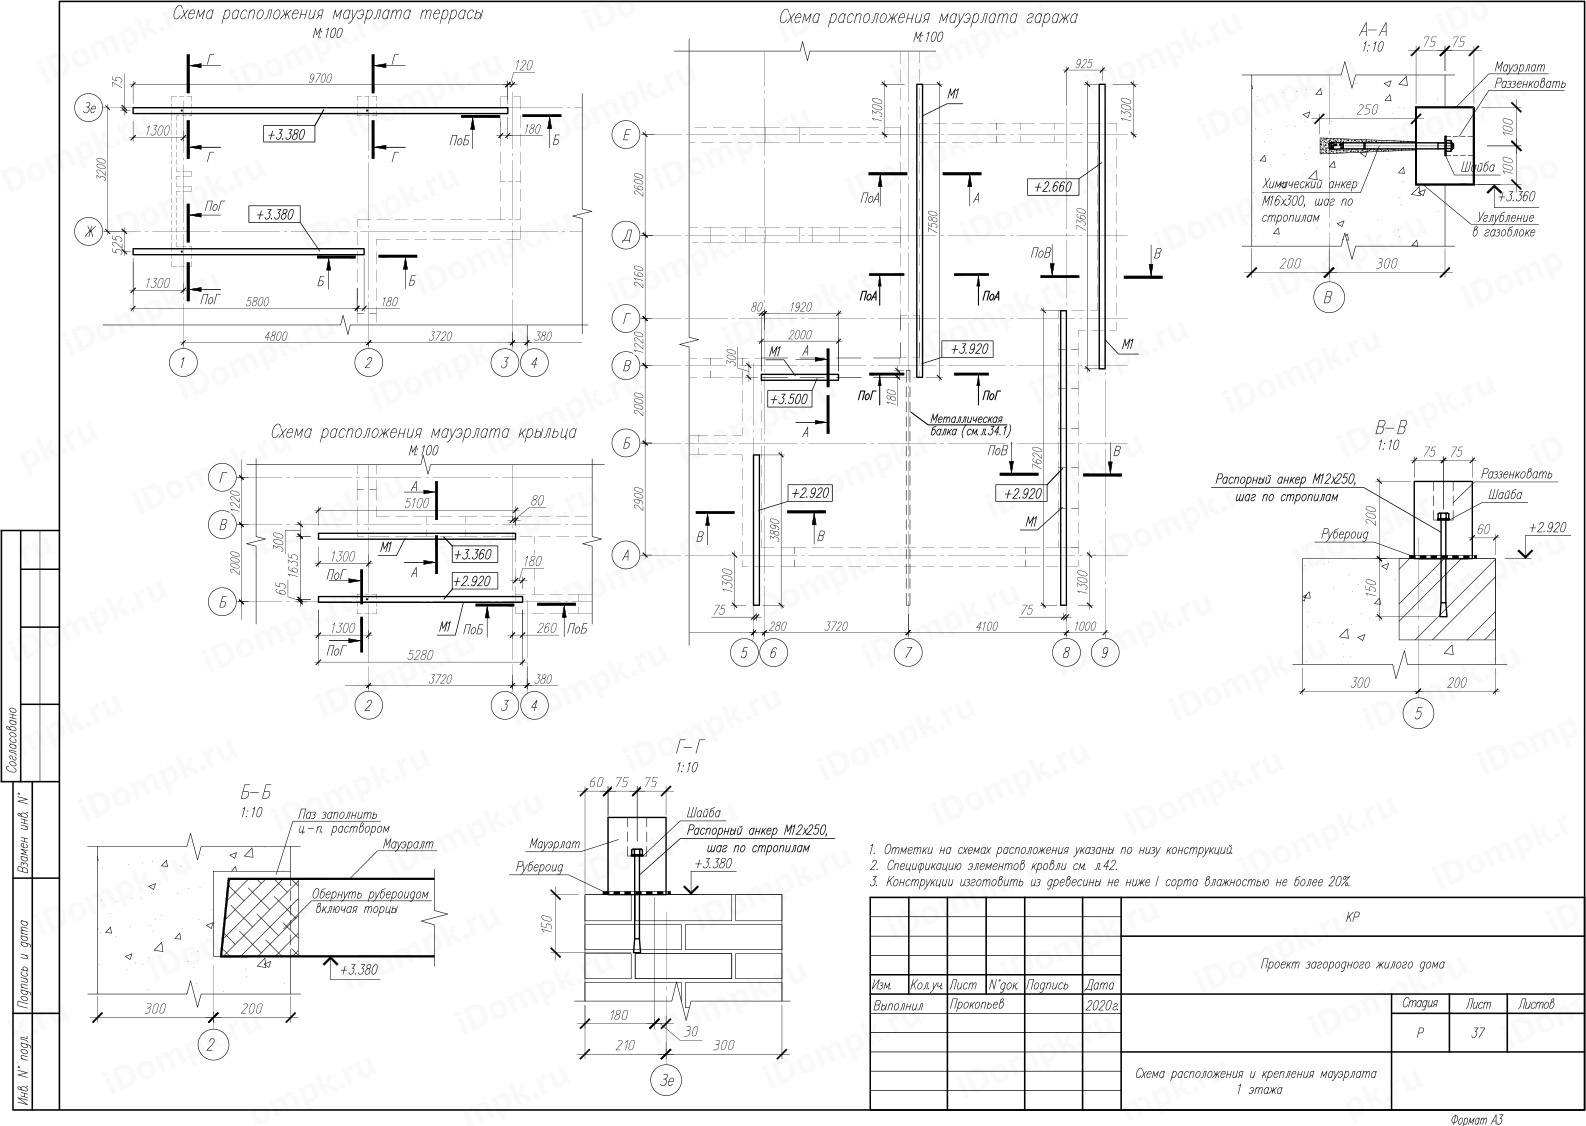 Схема расположения мауэрлата террасы
М:100
Г
Г
75
9700
120
Зе
1300
+3.380
ПоБ
180
Б
Г
Г
3200
ПоГ
+3.380
Ж
525
1300
ПоГ
Б
Б
5800
180
4800
3720
380
1
2
3
4
Схема расположения мауэрлата крыльца
М:100
Г
А
5100
80
1220
В
300
М1
+3.360
1300
А
180
2000
1635
ПоГ
+2.920
65
Б
1300
М1
ПоБ
260
ПоБ
ПоГ
5280
3720
380
2
3
4
Схема расположения мауэрлата гаража
М:100
925
1300
М1
1300
Е
2600
ПоА
А
+2.660
7580
7360
Д
ПоВ
В
2160
ПоА
ПоА
80
1920
Г
2000
1220
300
М1
А
+3.920
М1
В
+3.500
180
ПоГ
ПоГ
2000
А
Металлическая
балка (см. л.34.1)
Б
ПоВ
В
7620
+2.920
+2.920
2900
М1
3880
В
В
А
1300
1300
75
75
280
3720
4100
1000
5
6
7
8
9
А-А
1:10
75
75
Мауэрлат
Раззенковать
250
100
100
Шайба
Химический анкер
М16х300, шаг по
стропилам
+3.360
Углубление
в газоблоке
200
300
В
В-В
1:10
75
75
Распорный анкер М12х250,
шаг по стропилам
Раззенковать
Шайба
200
60
Рубероид
+2.920
150
300
200
5
Б-Б
1:10
Паз заполнить
ц.-п. раствором
Мауэралт
Обернуть рубероидом
включая торцы
+3.380
300
200
2
Г-Г
1:10
60
75
75
Шайба
Распорный анкер М12х250,
шаг по стропилам
Мауэрлат
Рубероид
+3.380
150
180
30
210
300
Зе
1. Отметки на схемах расположения указаны по низу конструкций.
2. Спецификацию элементов кровли см. л.42.
3. Конструкции изготовить из древесины не ниже I сорта влажностью не более 20%.
КР
Проект загородного жилого дома
Изм.
Кол.уч.
Лист
N°док.
Подпись
Дата
Выполнил
Прокопьев
2020г.
Стадия
Лист
Листов
Р
37
Схема расположения и крепления мауэрлата
1 этажа
Формат А3
Согласовано
Взамен инв. N°
Подпись и дата
Инв. N° подл.
iDompk.ru